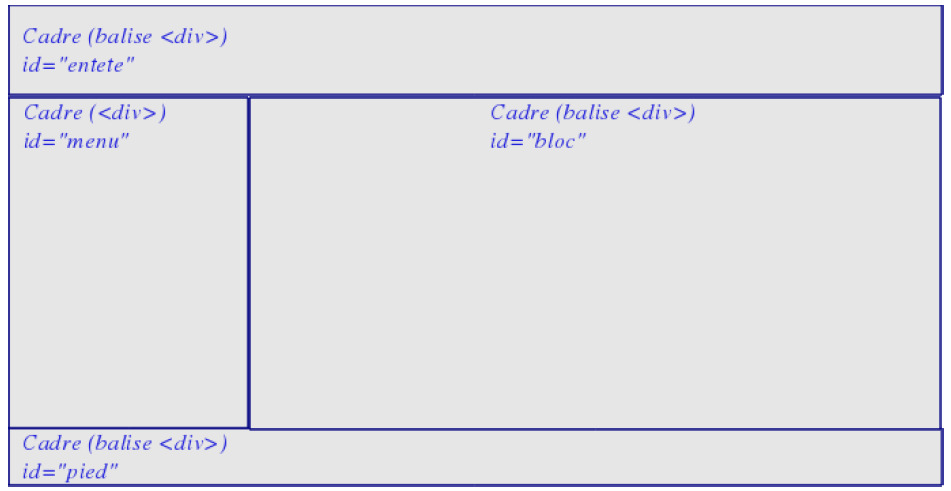 Cadre (balise <div>)
id="entete"
Cadre (<div>)
id="menu"
Cadre (balise <div>)
id="bloc"
Cadre (balise <div>)
id="pied"